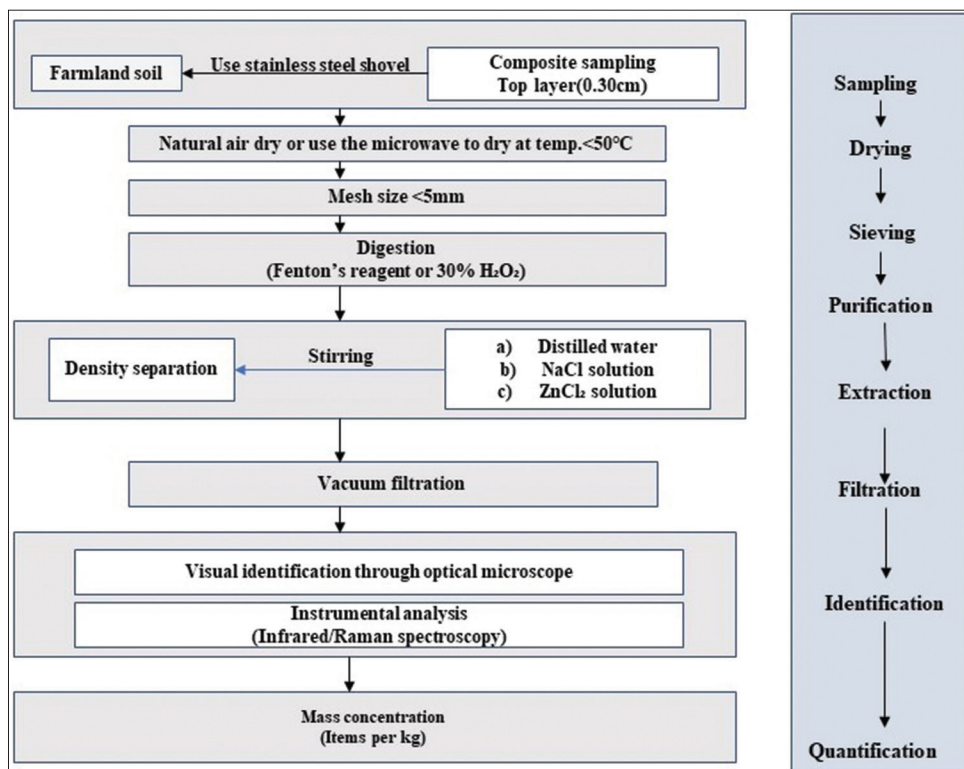 Farmland soil
Use stainless steel shovel
Composite sampling
Top layer(0.30cm)
Natural air dry or use the microwave to dry at temp.<50°C
Mesh size <5mm
Digestion
(Fenton’s reagent or 30% H₂O₂)
Density separation
Stirring
a) Distilled water
b) NaCl solution
c) ZnCl₂ solution
Vacuum filtration
Visual identification through optical microscope
Instrumental analysis
(Infrared/Raman spectroscopy)
Mass concentration
(Items per kg)
Sampling
Drying
Sieving
Purification
Extraction
Filtration
Identification
Quantification